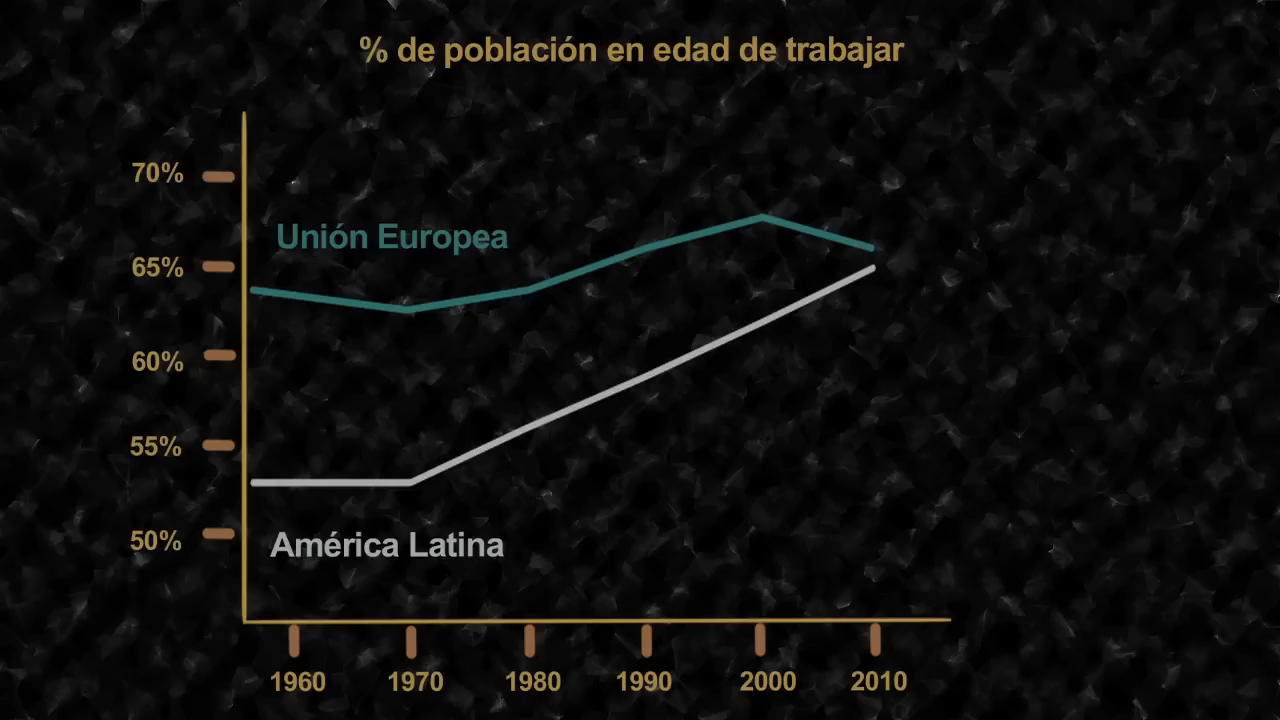 % de población en edad de trabajar
70%
Unión Europea
65%
60%
55%
50%
América Latina
1960 1970 1980 1990 2000 2010